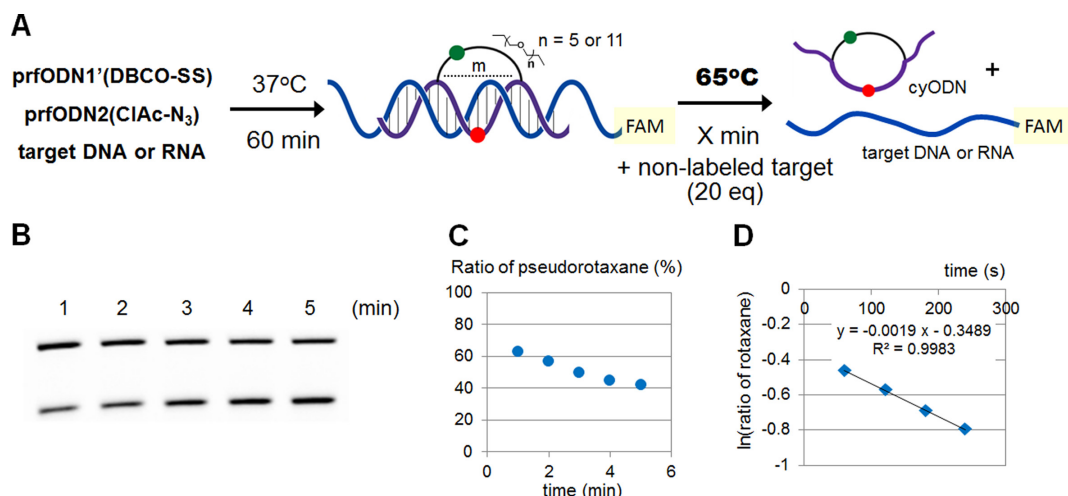 A
prfODN1’(DBCO-SS)
prfODN2(ClAc-N3)
target DNA or RNA
37oC
60 min
m
O
n
n = 5 or 11
FAM
65oC
X min
+ non-labeled target
(20 eq)
cyODN
+
FAM
target DNA or RNA
B
1 2 3 4 5 (min)
C
Ratio of pseudorotaxane (%)
100
80
60
40
20
0
0 2 4 6
time (min)
D
time (s)
0 100 200 300
0
-0.2
-0.4
-0.6
-0.8
-1
y = -0.0019 x - 0.3489
R² = 0.9983
ln(ratio of rotaxane)